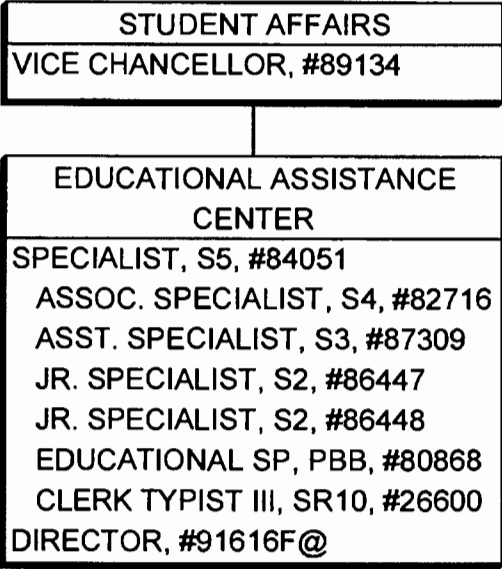 STUDENT AFFAIRS
VICE CHANCELLOR, #89134
EDUCATIONAL ASSISTANCE
CENTER
SPECIALIST, S5, #84051
ASSOC. SPECIALIST, S4, #82716
ASST. SPECIALIST, S3, #87309
JR. SPECIALIST, S2, #86447
JR. SPECIALIST, S2, #86448
EDUCATIONAL SP, PBB, #80868
CLERK TYPIST III, SR10, #26600
DIRECTOR, #91616F@